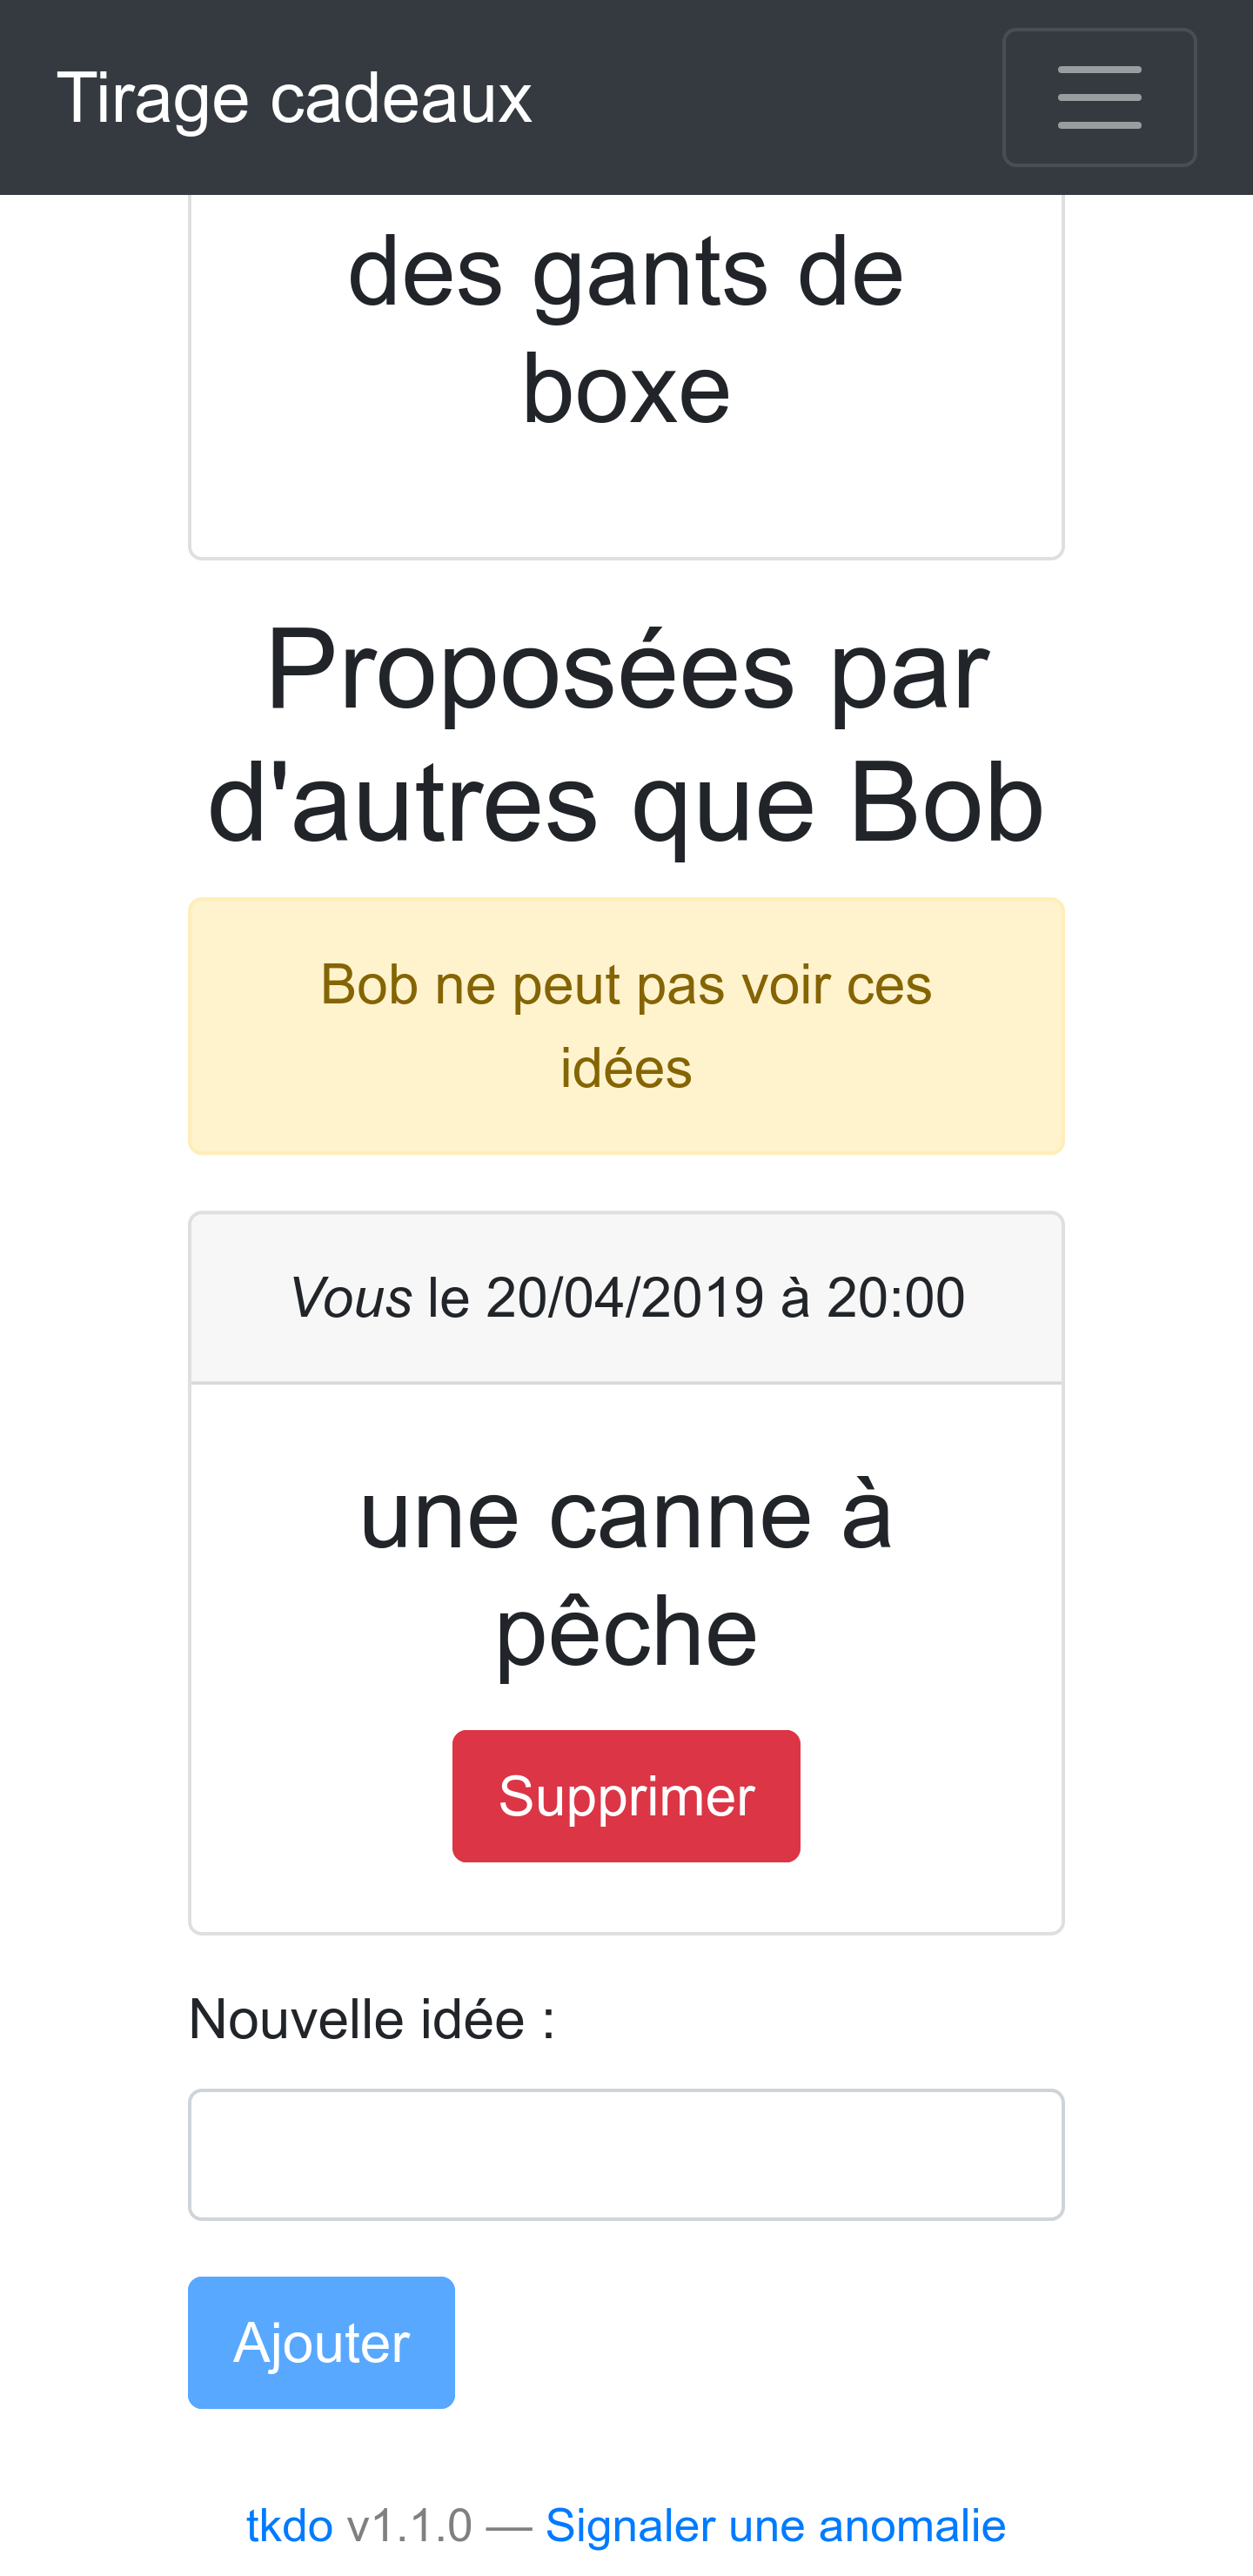 Tirage cadeaux
des gants de
boxe
Proposées par
d'autres que Bob
Bob ne peut pas voir ces
idées
Vous le 20/04/2019 à 20:00
une canne à
pêche
Supprimer
Nouvelle idée :
Ajouter
tkdo v1.1.0 — Signaler une anomalie